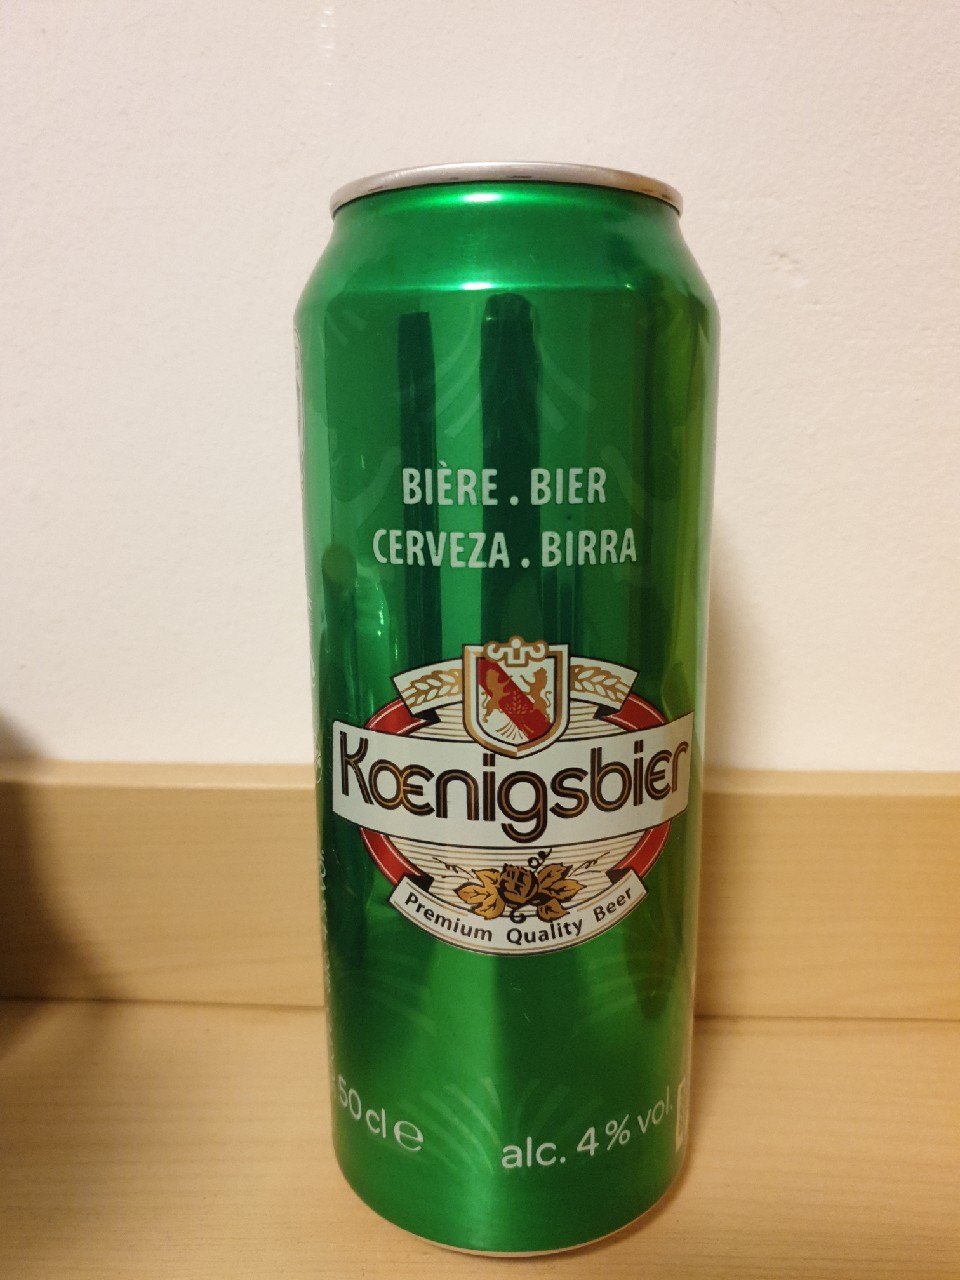 BIÈRE . BIER
CERVEZA . BIRRA
Kœnigsbier
Premium Quality Beer
50 cl e
alc. 4% vol.